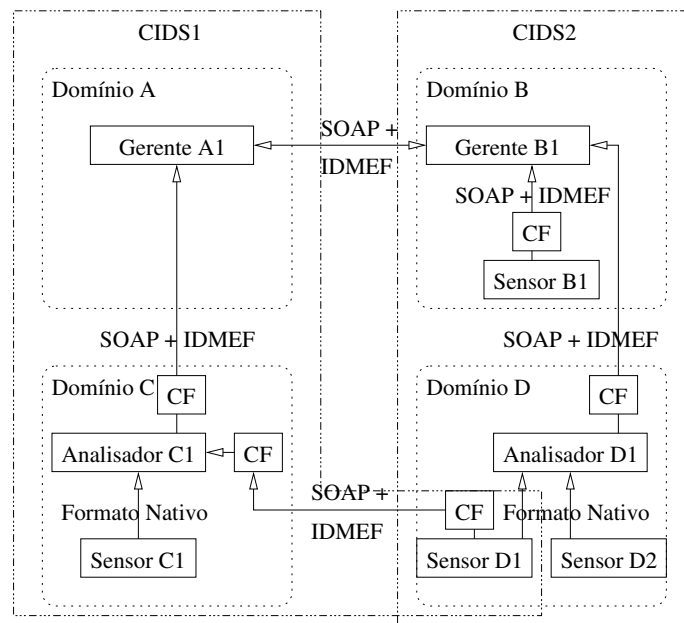 CIDS1
CIDS2
Domínio A
Domínio B
Gerente A1
SOAP +
IDMEF
Gerente B1
SOAP + IDMEF
CF
Sensor B1
SOAP + IDMEF
SOAP + IDMEF
Domínio C
CF
Domínio D
CF
Analisador C1
CF
Analisador D1
Formato Nativo
SOAP +
IDMEF
CF
Formato Nativo
Sensor C1
Sensor D1
Sensor D2